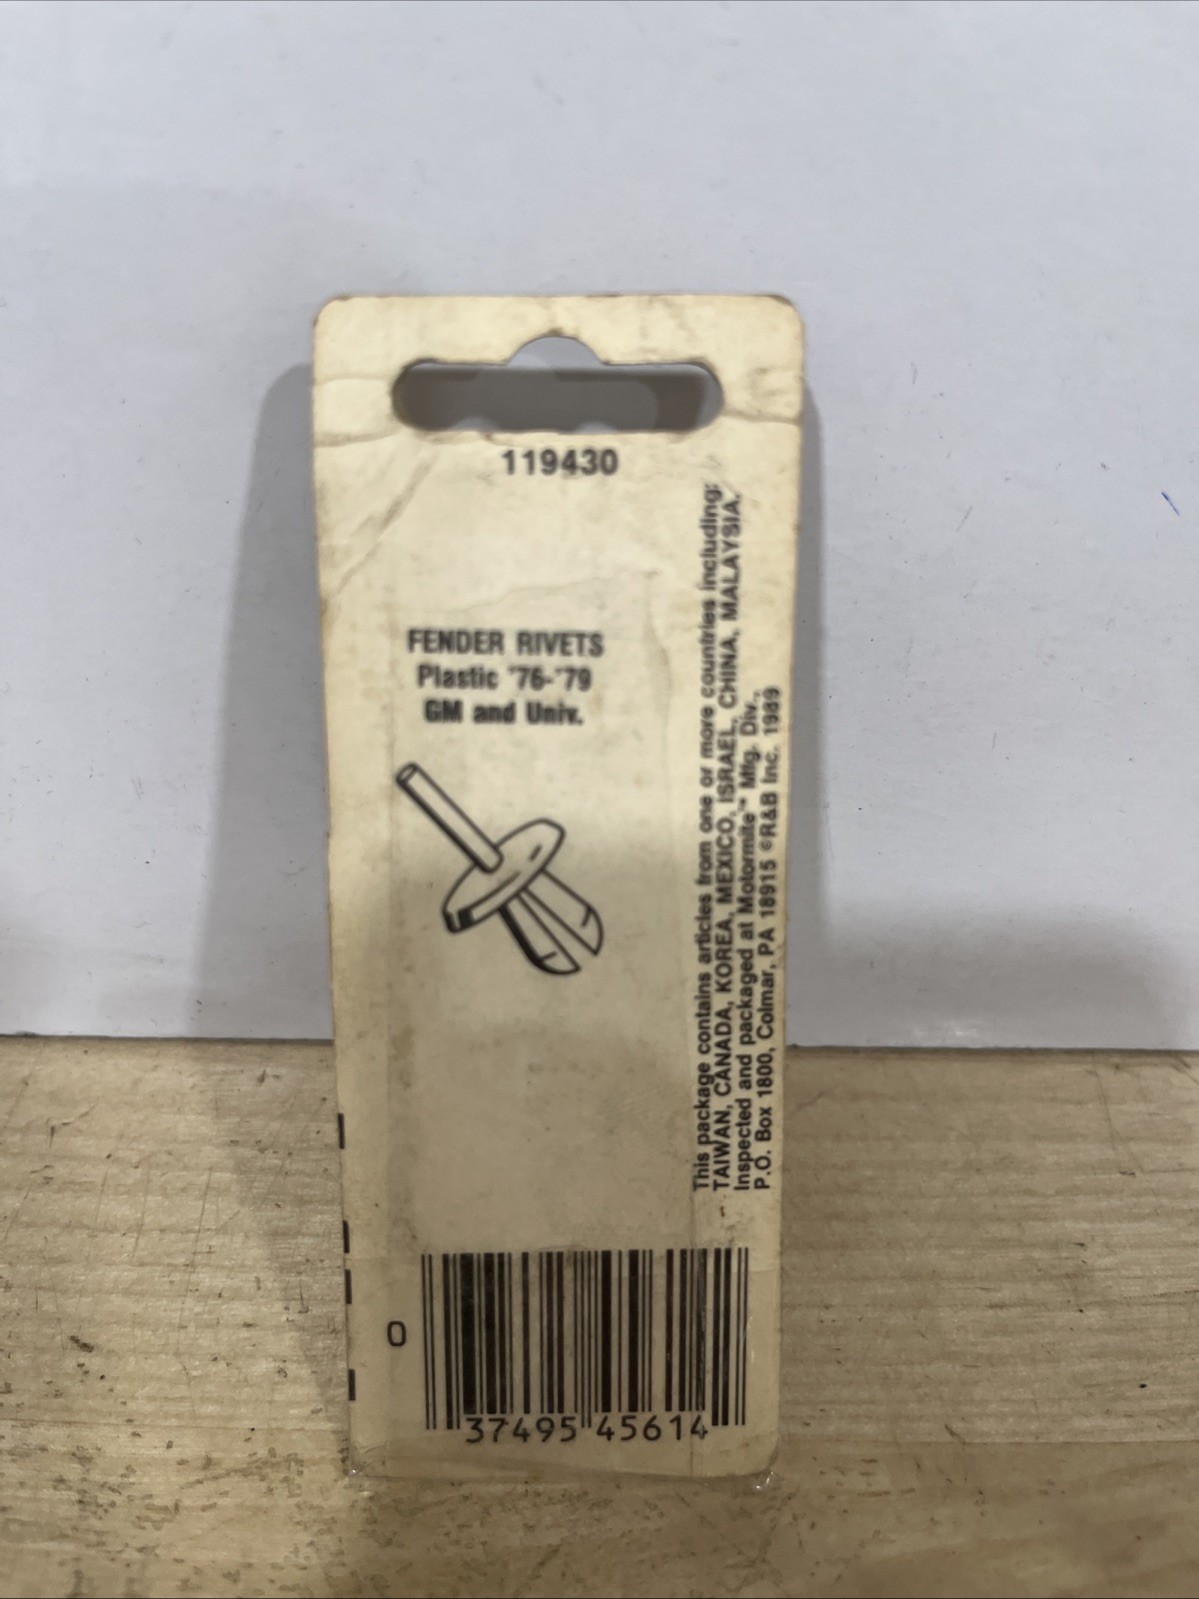 119430
FENDER RIVETS
Plastic '76-'79
GM and Univ.
This package contains articles from one or more countries including:
TAIWAN, CANADA, KOREA, MEXICO, ISRAEL, CHINA, MALAYSIA.
Inspected and packaged at Motormite™ Mfg. Div.,
P.O. Box 1800, Colmar, PA 18915 ©R&B Inc. 1989
0 37495 45614